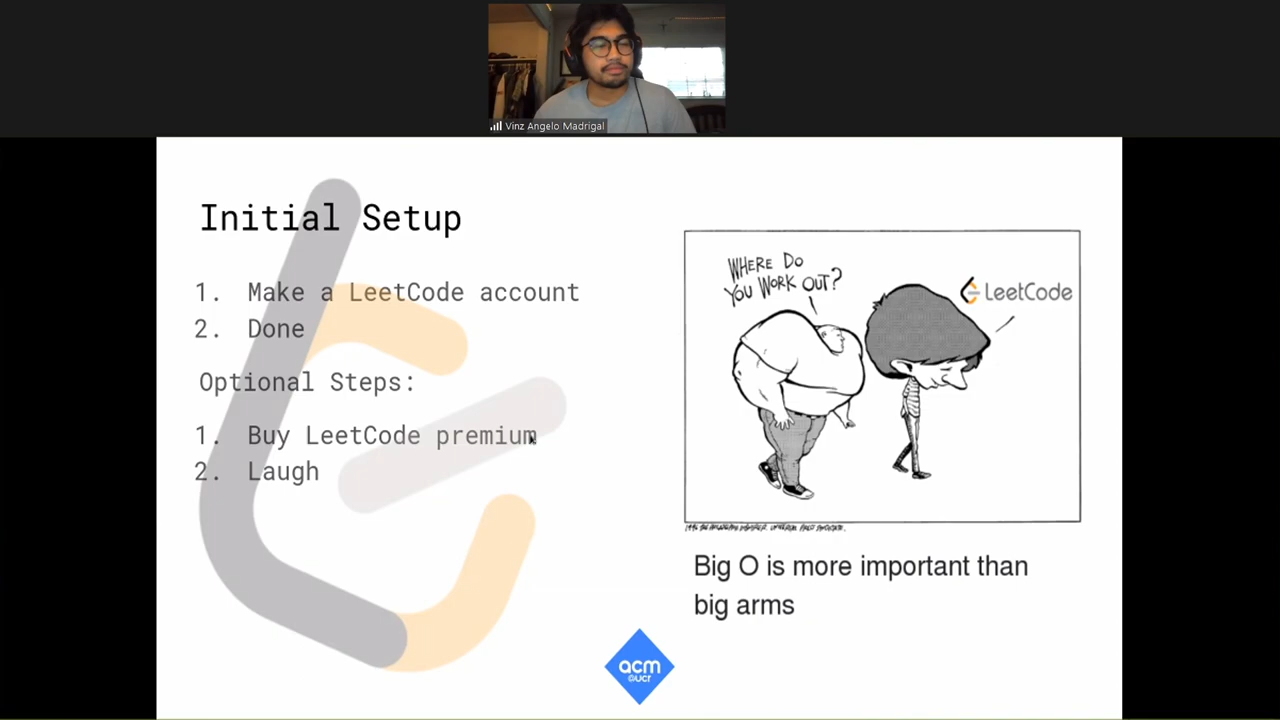 Vinz Angelo Madrigal
Initial Setup
1. Make a LeetCode account
2. Done
Optional Steps:
1. Buy LeetCode premium
2. Laugh
WHERE DO
YOU WORK OUT?
LeetCode
Big O is more important than
big arms
acm
@UCR